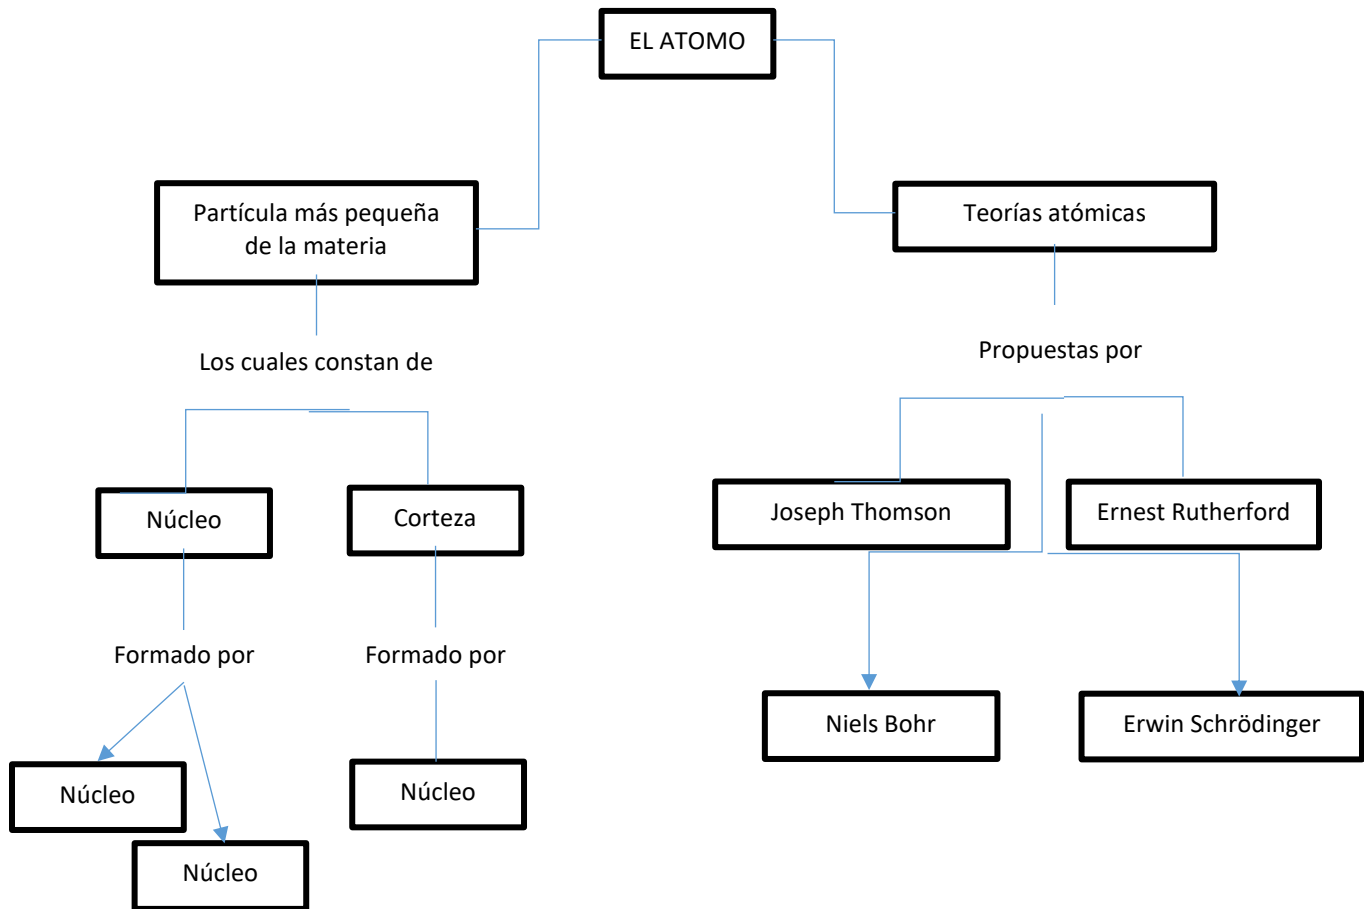 EL ATOMO
Partícula más pequeña
de la materia
Teorías atómicas
Los cuales constan de
Propuestas por
Núcleo
Corteza
Joseph Thomson
Ernest Rutherford
Formado por
Formado por
Niels Bohr
Erwin Schrödinger
Núcleo
Núcleo
Núcleo